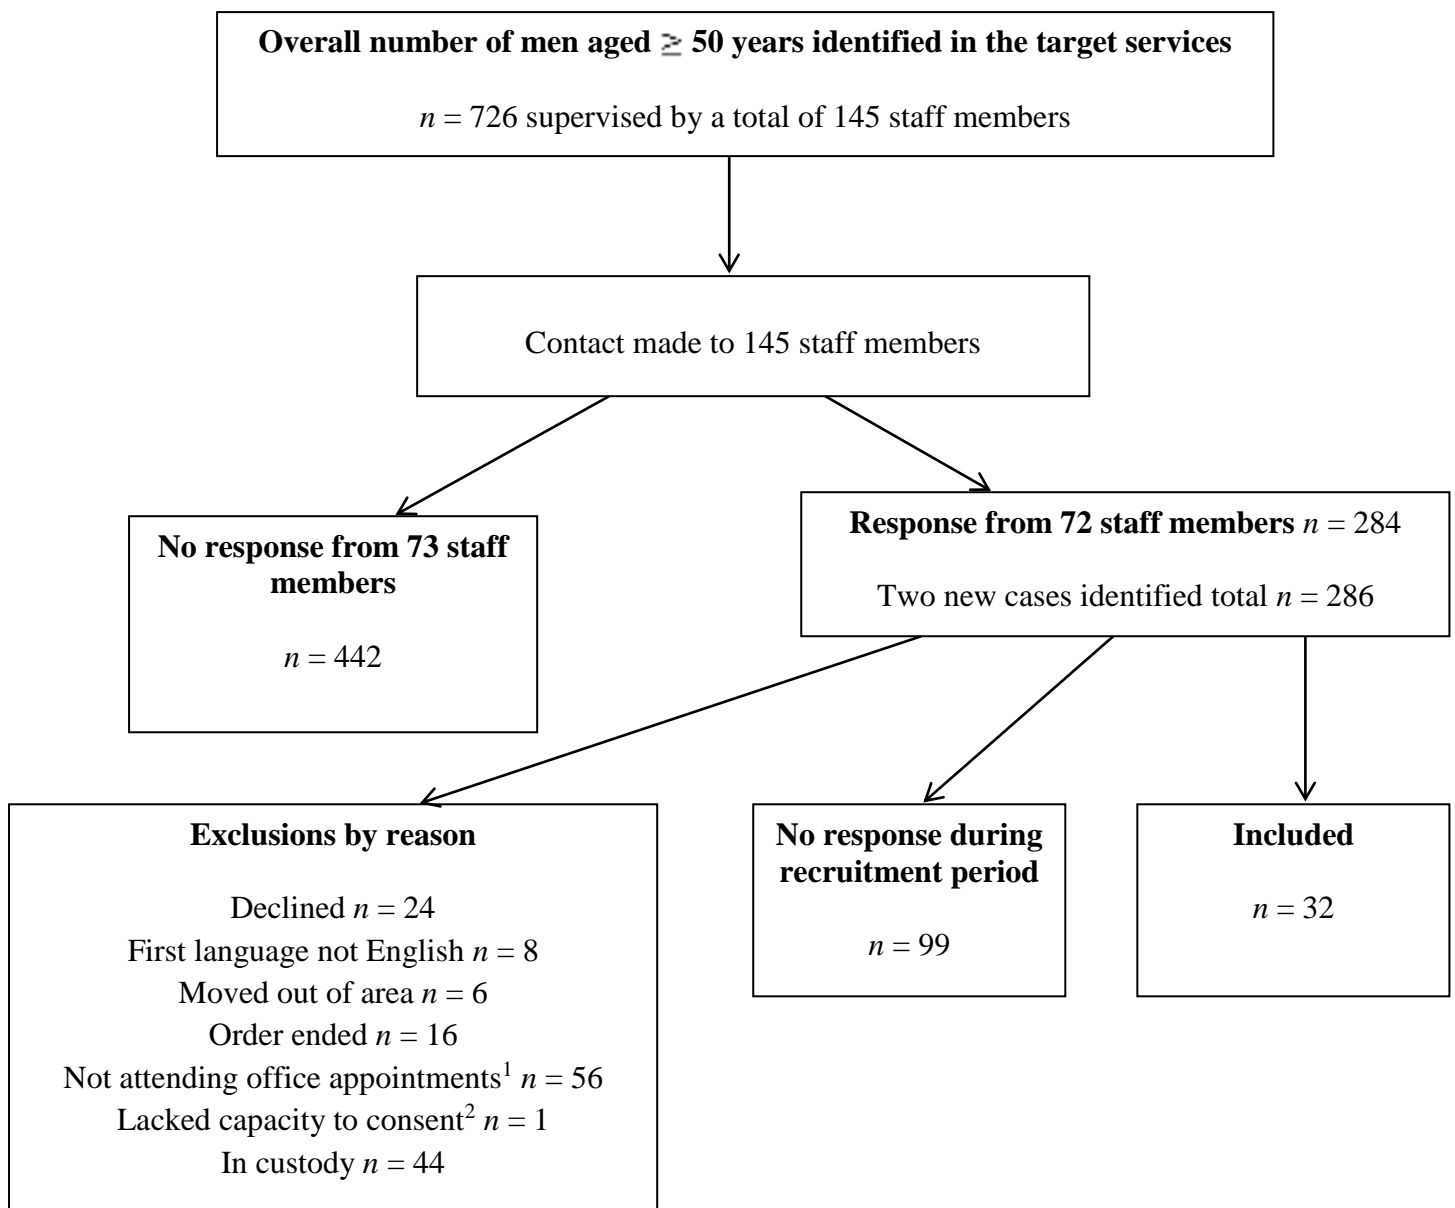 Overall number of men aged ≥ 50 years identified in the target services
n = 726 supervised by a total of 145 staff members
Contact made to 145 staff members
No response from 73 staff
members
n = 442
Response from 72 staff members n = 284
Two new cases identified total n = 286
Exclusions by reason
Declined n = 24
First language not English n = 8
Moved out of area n = 6
Order ended n = 16
Not attending office appointments¹ n = 56
Lacked capacity to consent² n = 1
In custody n = 44
No response during
recruitment period
n = 99
Included
n = 32